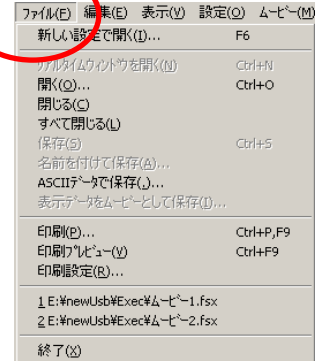 ファイル(F) 編集(E) 表示(V) 設定(O) ムービー(M)
新しい設定で開く(I)... F6
リアルタイムウィンドウを開く(N) Ctrl+N
開く(O)... Ctrl+O
閉じる(C)
すべて閉じる(L)
保存(S) Ctrl+S
名前を付けて保存(A)...
ASCIIデータで保存(,)...
表示データをムービーとして保存(I)...
印刷(P)... Ctrl+P,F9
印刷プレビュー(V) Ctrl+F9
印刷設定(R)...
1 E:¥newUsb¥Exec¥ムービー1.fsx
2 E:¥newUsb¥Exec¥ムービー2.fsx
終了(X)